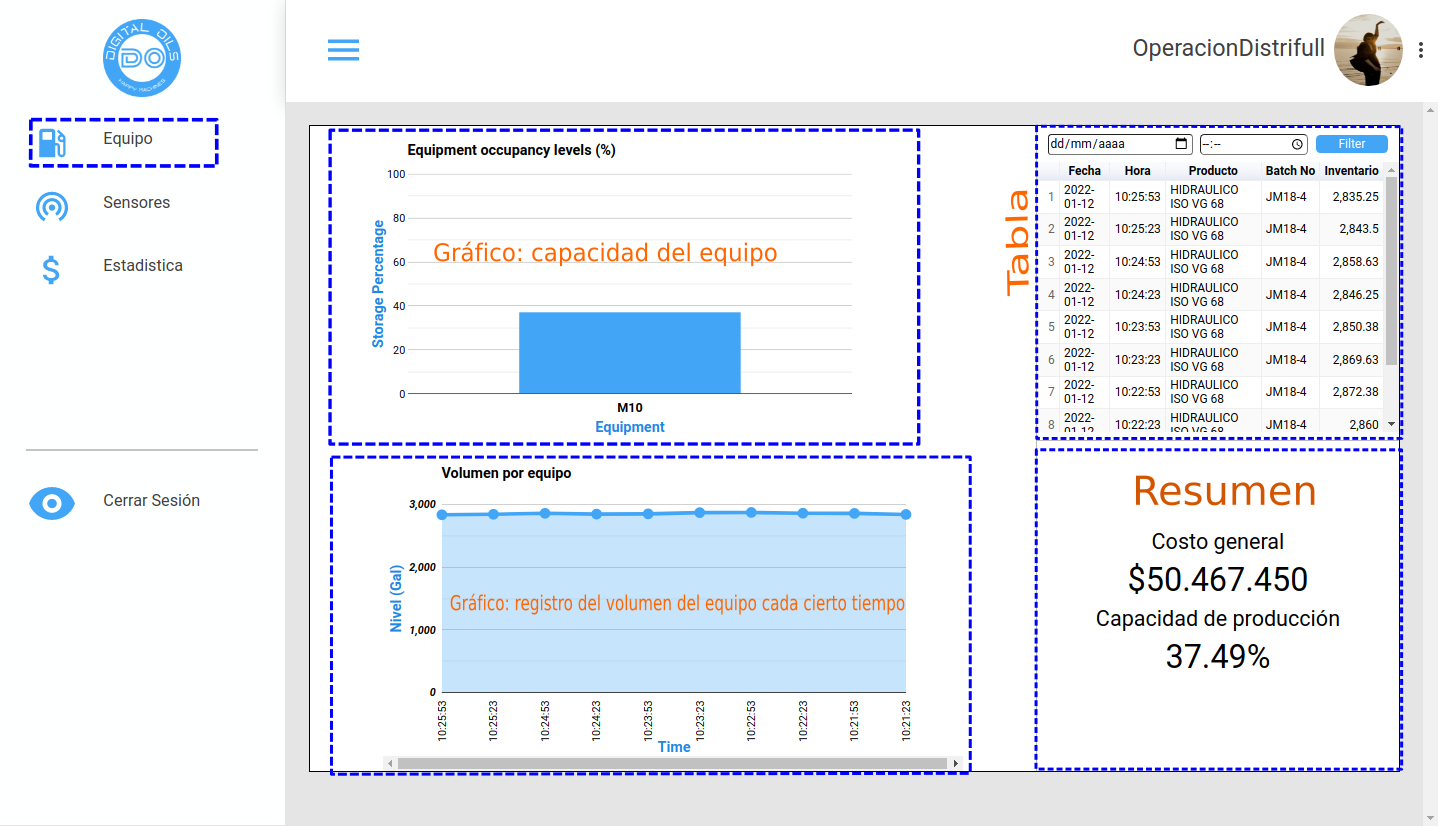 DIGITAL OILS
DO
HAPPY MACHINES
Equipo
Sensores
Estadistica
Cerrar Sesión
OperacionDistrifull
Equipment occupancy levels (%)
100
80
60
40
20
0
Storage Percentage
Gráfico: capacidad del equipo
M10
Equipment
Volumen por equipo
3,000
2,000
1,000
0
Nivel (Gal)
Gráfico: registro del volumen del equipo cada cierto tiempo
10:25:53
10:25:23
10:24:53
10:24:23
10:23:53
10:23:23
10:22:53
10:22:23
10:21:53
10:21:23
Time
Tabla
dd/mm/aaaa --:-- Filter
Fecha Hora Producto Batch No Inventario
1 2022-01-12 10:25:53 HIDRAULICO ISO VG 68 JM18-4 2,835.25
2 2022-01-12 10:25:23 HIDRAULICO ISO VG 68 JM18-4 2,843.5
3 2022-01-12 10:24:53 HIDRAULICO ISO VG 68 JM18-4 2,858.63
4 2022-01-12 10:24:23 HIDRAULICO ISO VG 68 JM18-4 2,846.25
5 2022-01-12 10:23:53 HIDRAULICO ISO VG 68 JM18-4 2,850.38
6 2022-01-12 10:23:23 HIDRAULICO ISO VG 68 JM18-4 2,869.63
7 2022-01-12 10:22:53 HIDRAULICO ISO VG 68 JM18-4 2,872.38
8 2022-01-12 10:22:23 HIDRAULICO ISO VG 68 JM18-4 2,860
Resumen
Costo general
$50.467.450
Capacidad de producción
37.49%